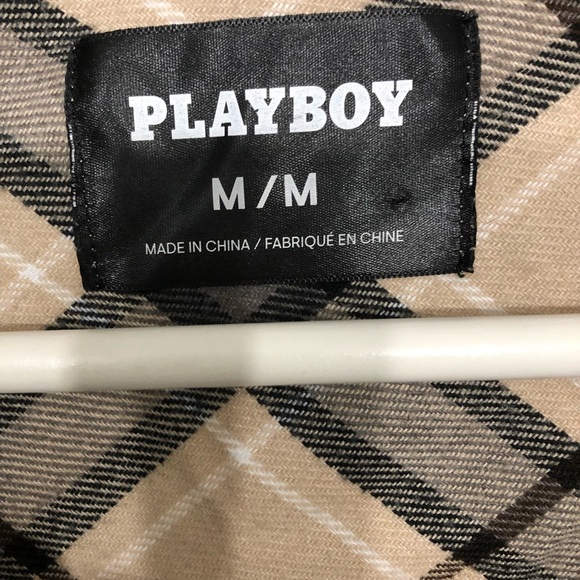 PLAYBOY
M / M
MADE IN CHINA / FABRIQUÉ EN CHINE